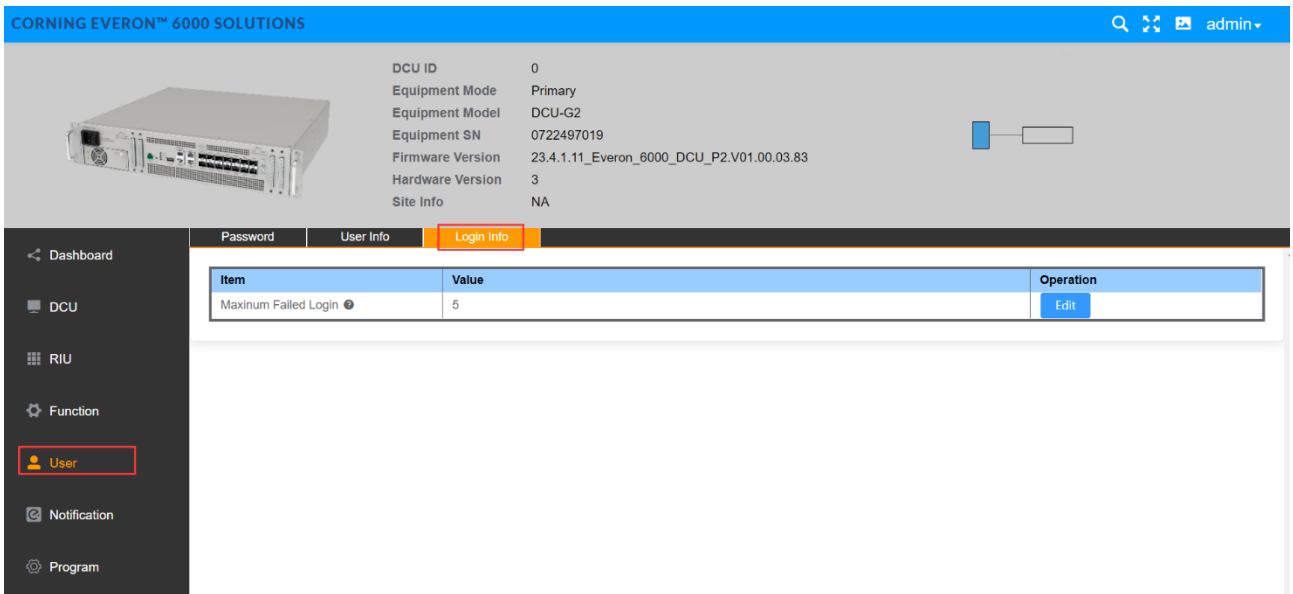 CORNING EVERON™ 6000 SOLUTIONS
admin
DCU ID 0
Equipment Mode Primary
Equipment Model DCU-G2
Equipment SN 0722497019
Firmware Version 23.4.1.11_Everon_6000_DCU_P2.V01.00.03.83
Hardware Version 3
Site Info NA
Password User Info Login Info
Dashboard
DCU
RIU
Function
User
Notification
Program
Item Value Operation
Maxinum Failed Login 5 Edit